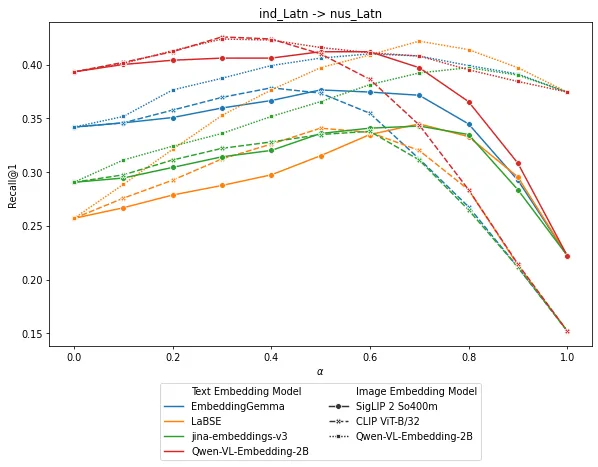 ind_Latn -> nus_Latn
Recall@1
0.40
0.35
0.30
0.25
0.20
0.15
0.0 0.2 0.4 0.6 0.8 1.0
α
Text Embedding Model Image Embedding Model
EmbeddingGemma SigLIP 2 So400m
LaBSE CLIP ViT-B/32
jina-embeddings-v3 Qwen-VL-Embedding-2B
Qwen-VL-Embedding-2B